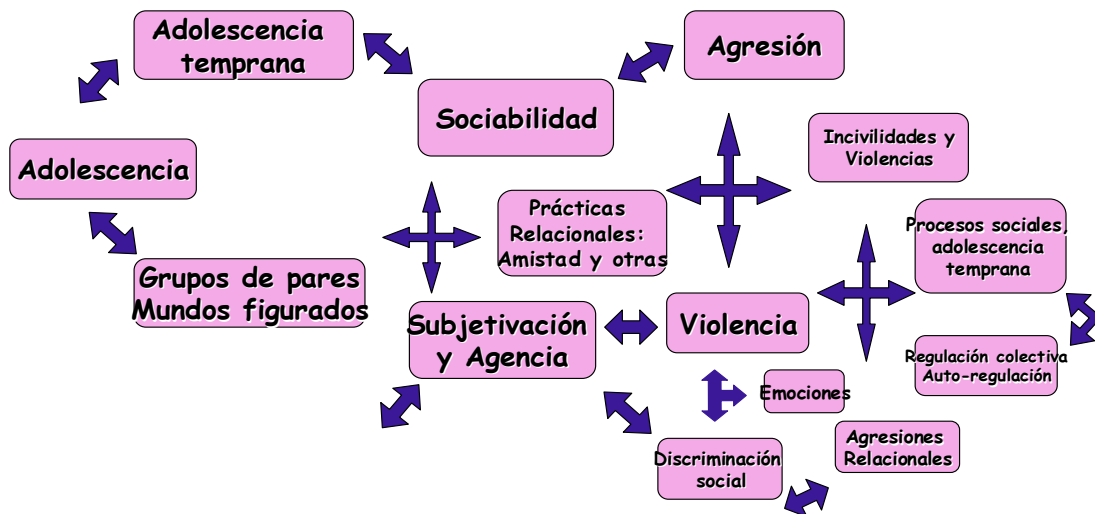 Adolescencia
temprana
Agresión
Sociabilidad
Incivilidades y
Violencias
Adolescencia
Prácticas
Relacionales:
Amistad y otras
Procesos sociales,
adolescencia
temprana
Grupos de pares
Mundos figurados
Subjetivación
y Agencia
Violencia
Regulación colectiva
Auto-regulación
Emociones
Agresiones
Relacionales
Discriminación
social